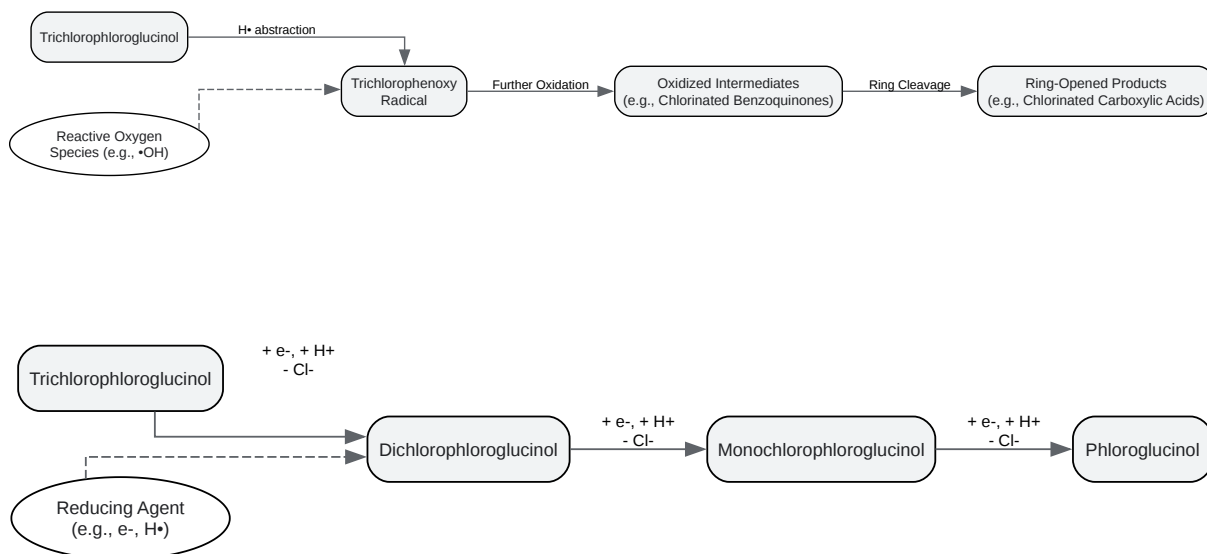 Trichlorophloroglucinol
H• abstraction
Trichlorophenoxy
Radical
Further Oxidation
Oxidized Intermediates
(e.g., Chlorinated Benzoquinones)
Ring Cleavage
Ring-Opened Products
(e.g., Chlorinated Carboxylic Acids)
Reactive Oxygen
Species (e.g., •OH)
Trichlorophloroglucinol
+ e-, + H+
- Cl-
Dichlorophloroglucinol
+ e-, + H+
- Cl-
Monochlorophloroglucinol
+ e-, + H+
- Cl-
Phloroglucinol
Reducing Agent
(e.g., e-, H•)